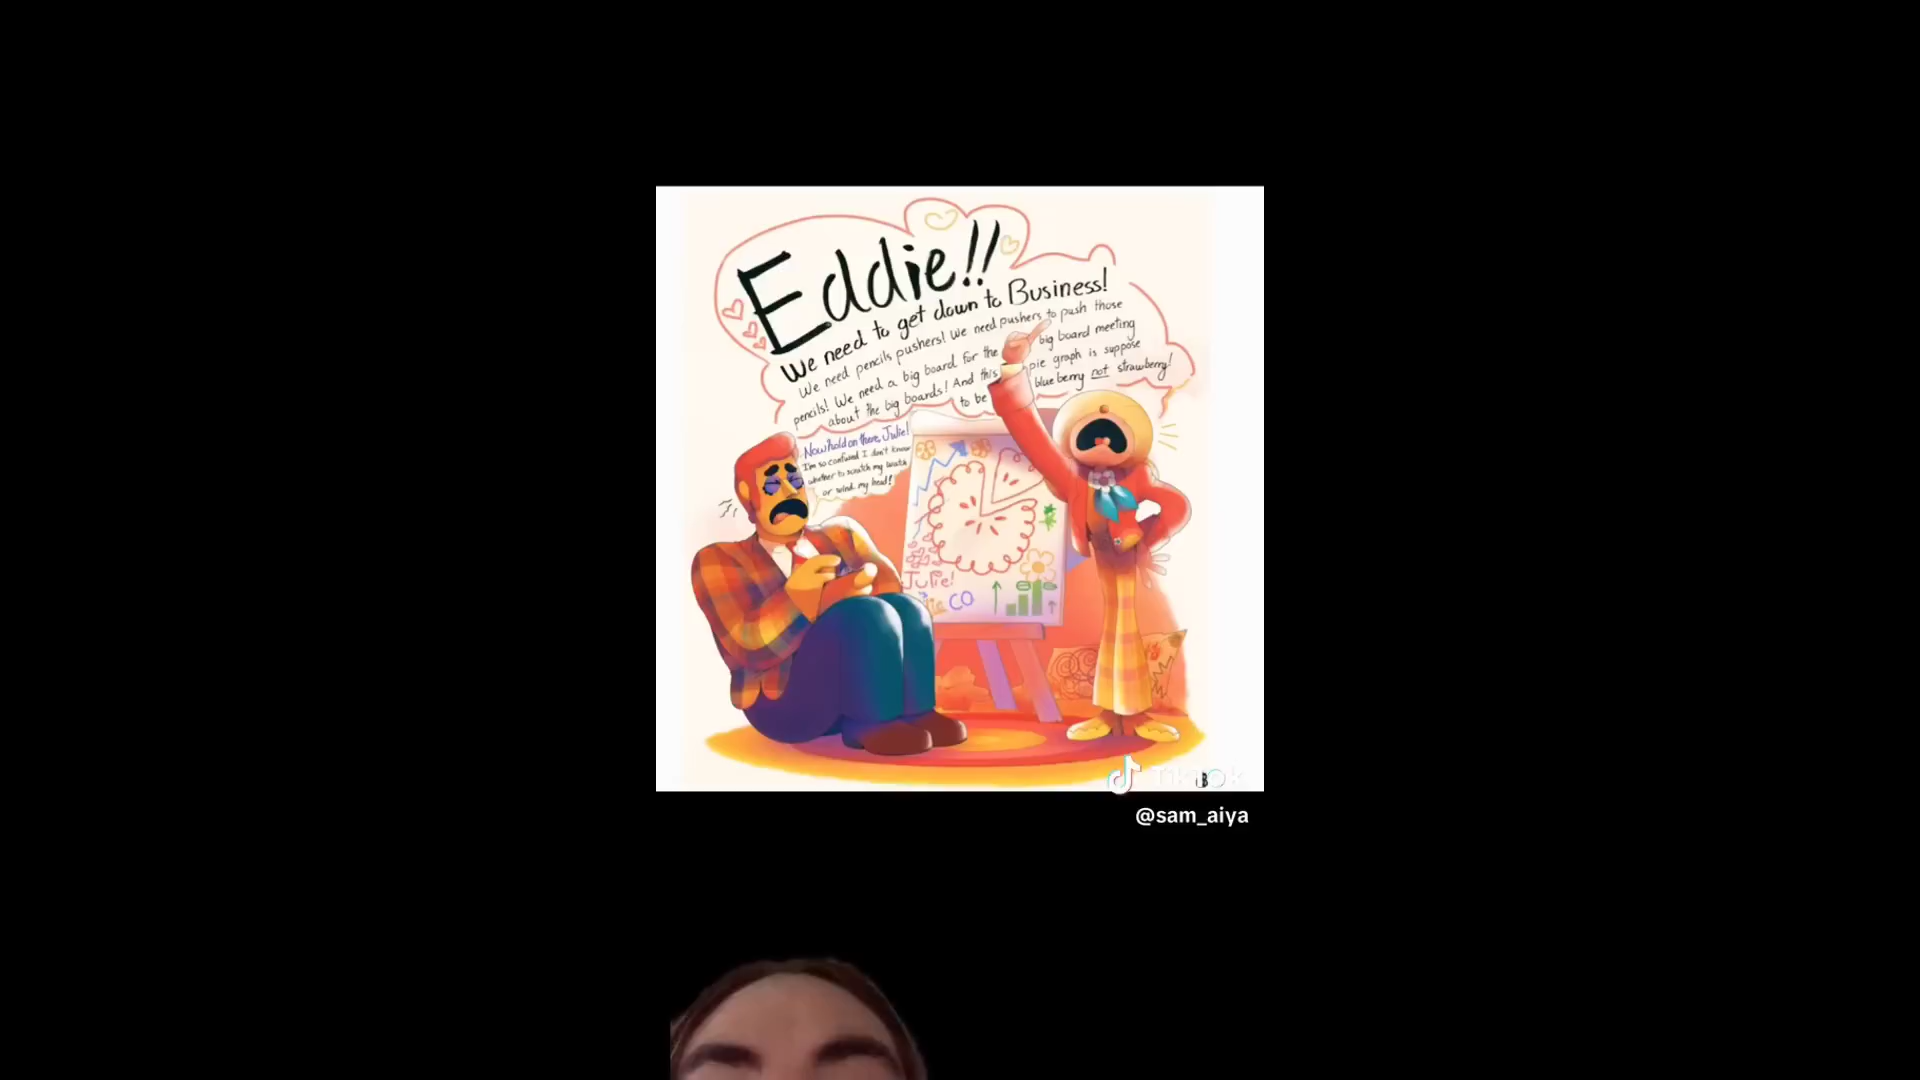 Eddie!!
We need to get down to Business!
We need pencils pushers! We need pushers to push those
pencils! We need a big board for the big board meeting
about the big boards! And this pie graph is suppose
to be blueberry not strawberry!
Now hold on there, Julie!
I'm so confused I don't know
whether to scratch my watch
or wind my head!
Julie!
CO
TikTok
@sam_aiya